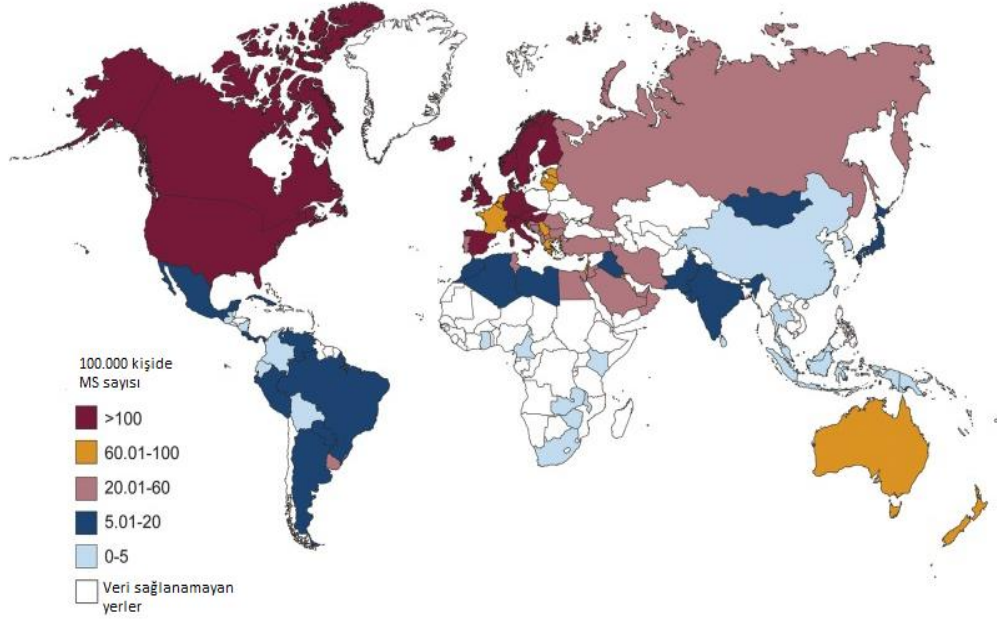 100.000 kişide
MS sayısı
>100
60.01-100
20.01-60
5.01-20
0-5
Veri sağlanamayan
yerler